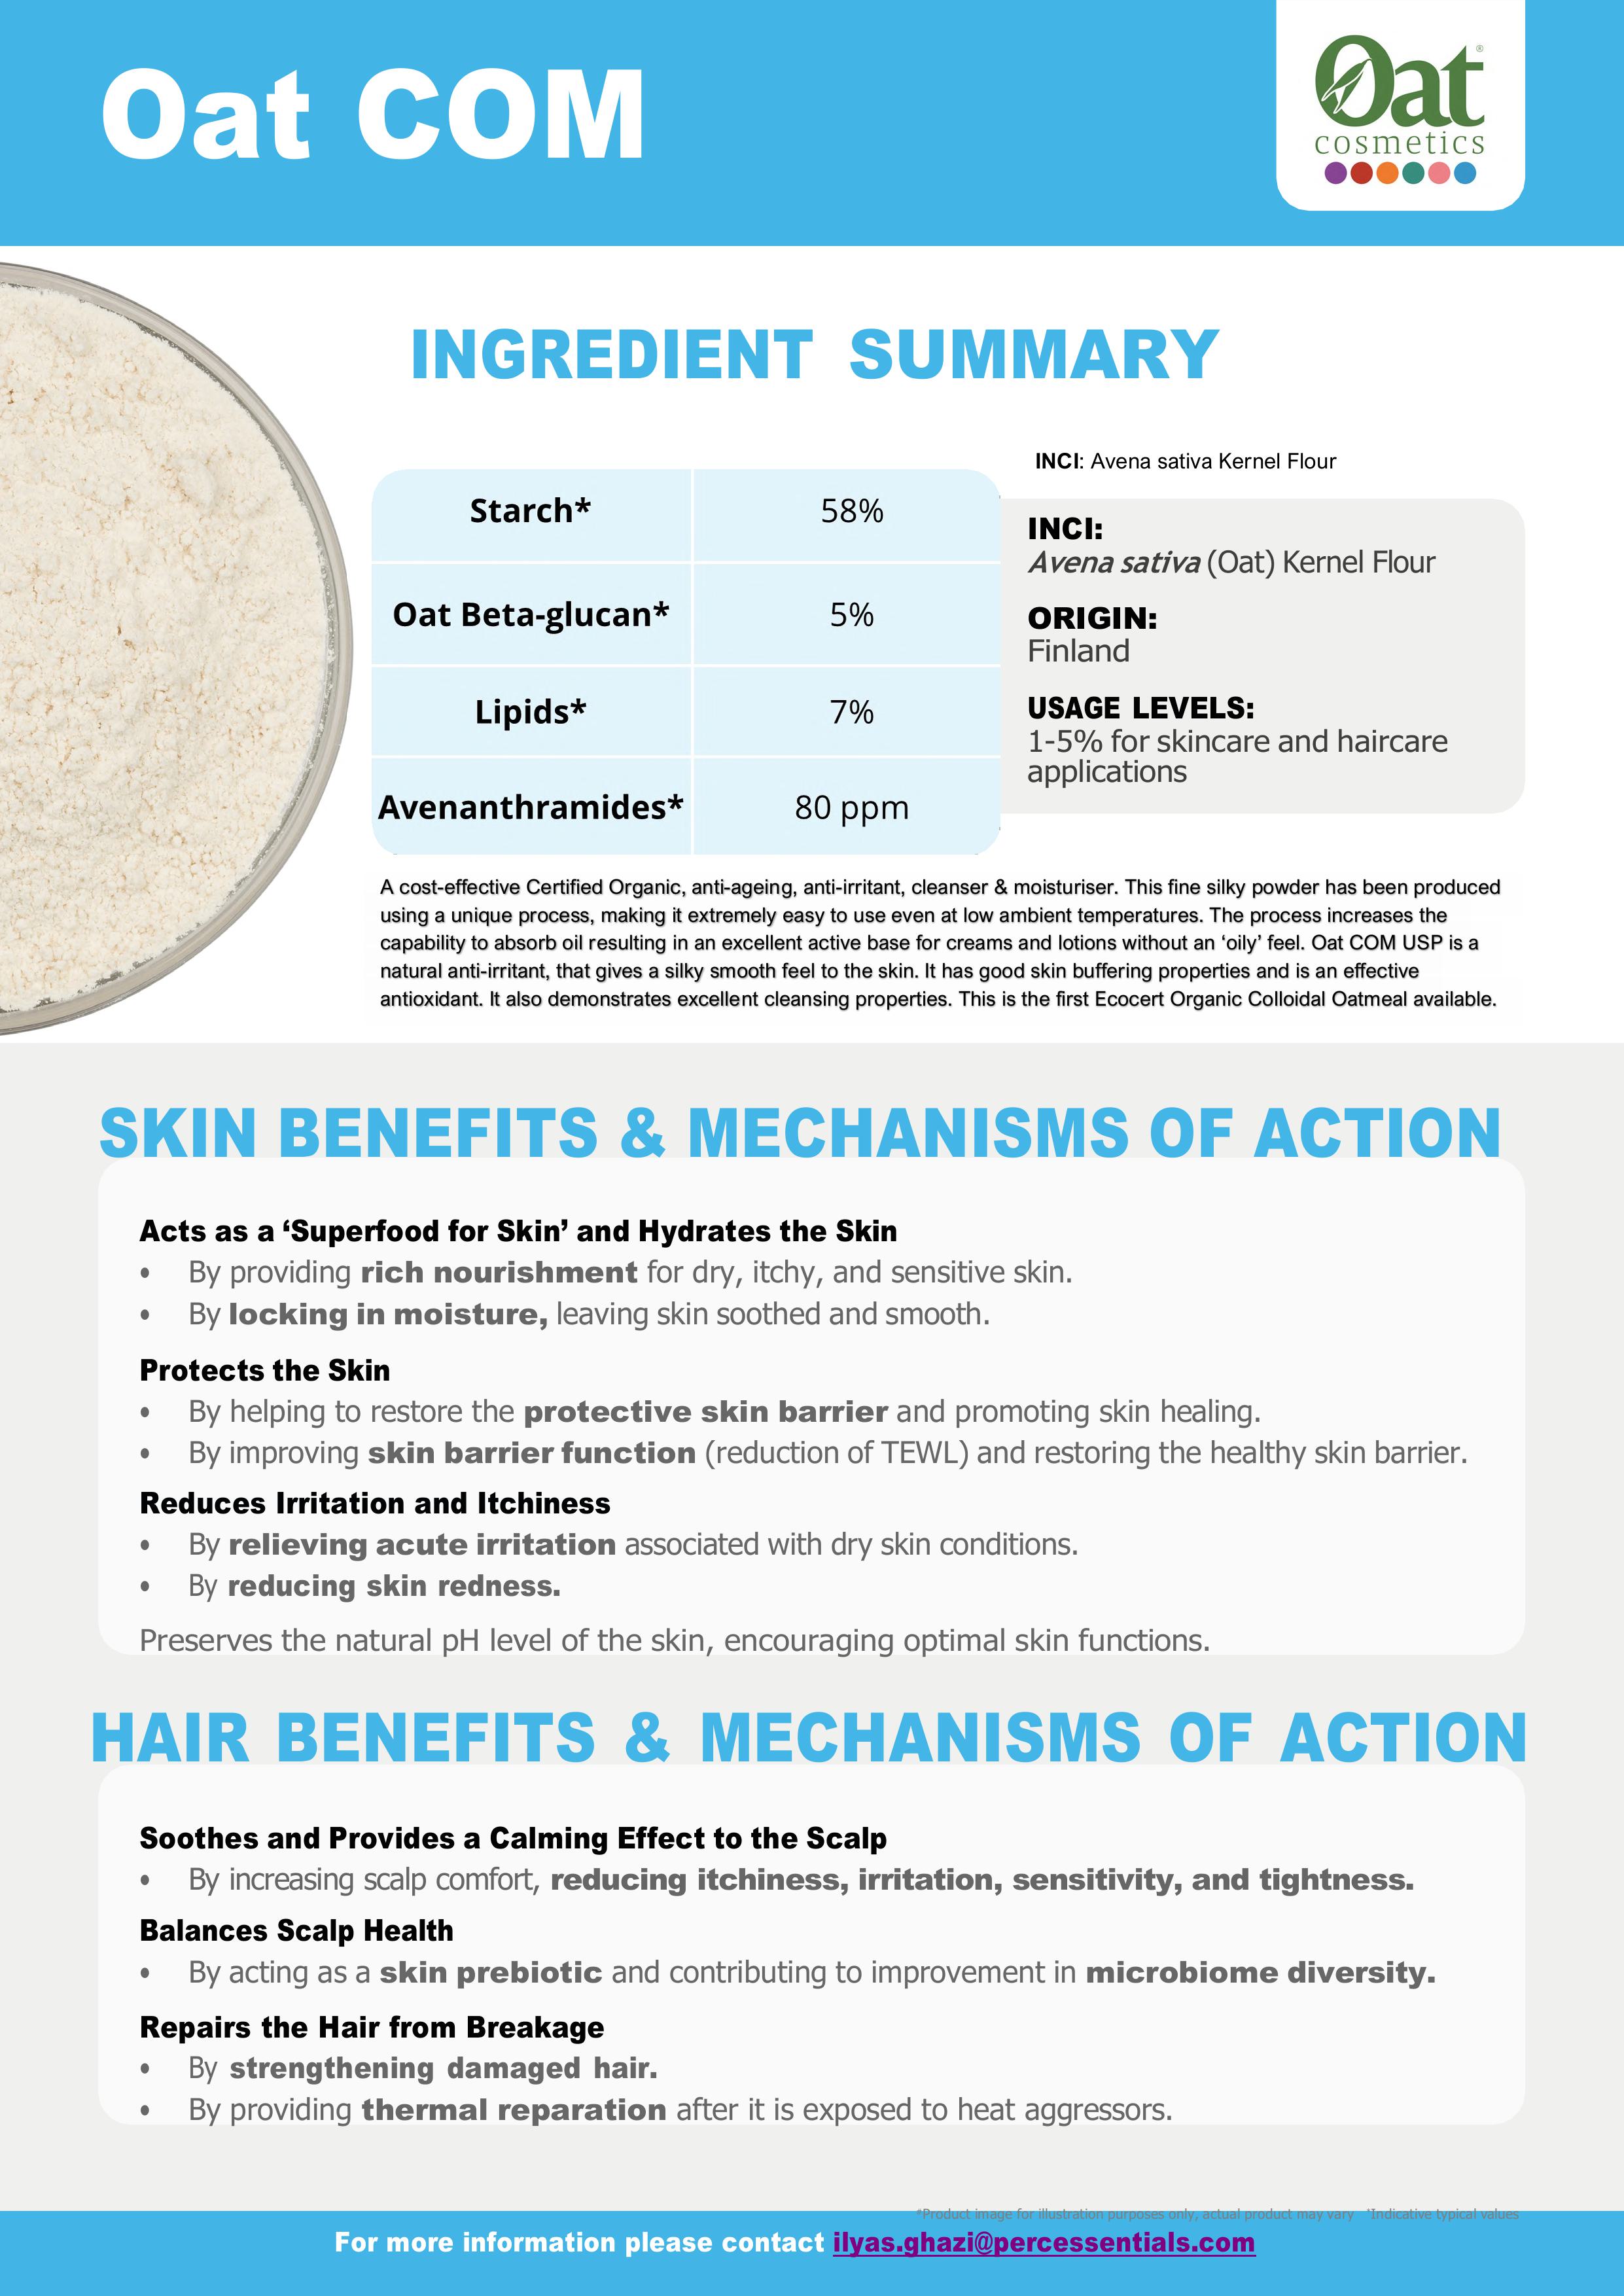 Oat COM
Oat®
cosmetics
INGREDIENT SUMMARY
INCI: Avena sativa Kernel Flour
Starch* 58%
Oat Beta-glucan* 5%
Lipids* 7%
Avenanthramides* 80 ppm
INCI:
Avena sativa (Oat) Kernel Flour
ORIGIN:
Finland
USAGE LEVELS:
1-5% for skincare and haircare
applications
A cost-effective Certified Organic, anti-ageing, anti-irritant, cleanser & moisturiser. This fine silky powder has been produced
using a unique process, making it extremely easy to use even at low ambient temperatures. The process increases the
capability to absorb oil resulting in an excellent active base for creams and lotions without an ‘oily’ feel. Oat COM USP is a
natural anti-irritant, that gives a silky smooth feel to the skin. It has good skin buffering properties and is an effective
antioxidant. It also demonstrates excellent cleansing properties. This is the first Ecocert Organic Colloidal Oatmeal available.
SKIN BENEFITS & MECHANISMS OF ACTION
Acts as a ‘Superfood for Skin’ and Hydrates the Skin
• By providing rich nourishment for dry, itchy, and sensitive skin.
• By locking in moisture, leaving skin soothed and smooth.
Protects the Skin
• By helping to restore the protective skin barrier and promoting skin healing.
• By improving skin barrier function (reduction of TEWL) and restoring the healthy skin barrier.
Reduces Irritation and Itchiness
• By relieving acute irritation associated with dry skin conditions.
• By reducing skin redness.
Preserves the natural pH level of the skin, encouraging optimal skin functions.
HAIR BENEFITS & MECHANISMS OF ACTION
Soothes and Provides a Calming Effect to the Scalp
• By increasing scalp comfort, reducing itchiness, irritation, sensitivity, and tightness.
Balances Scalp Health
• By acting as a skin prebiotic and contributing to improvement in microbiome diversity.
Repairs the Hair from Breakage
• By strengthening damaged hair.
• By providing thermal reparation after it is exposed to heat aggressors.
*Product image for illustration purposes only, actual product may vary *Indicative typical values
For more information please contact ilyas.ghazi@percessentials.com